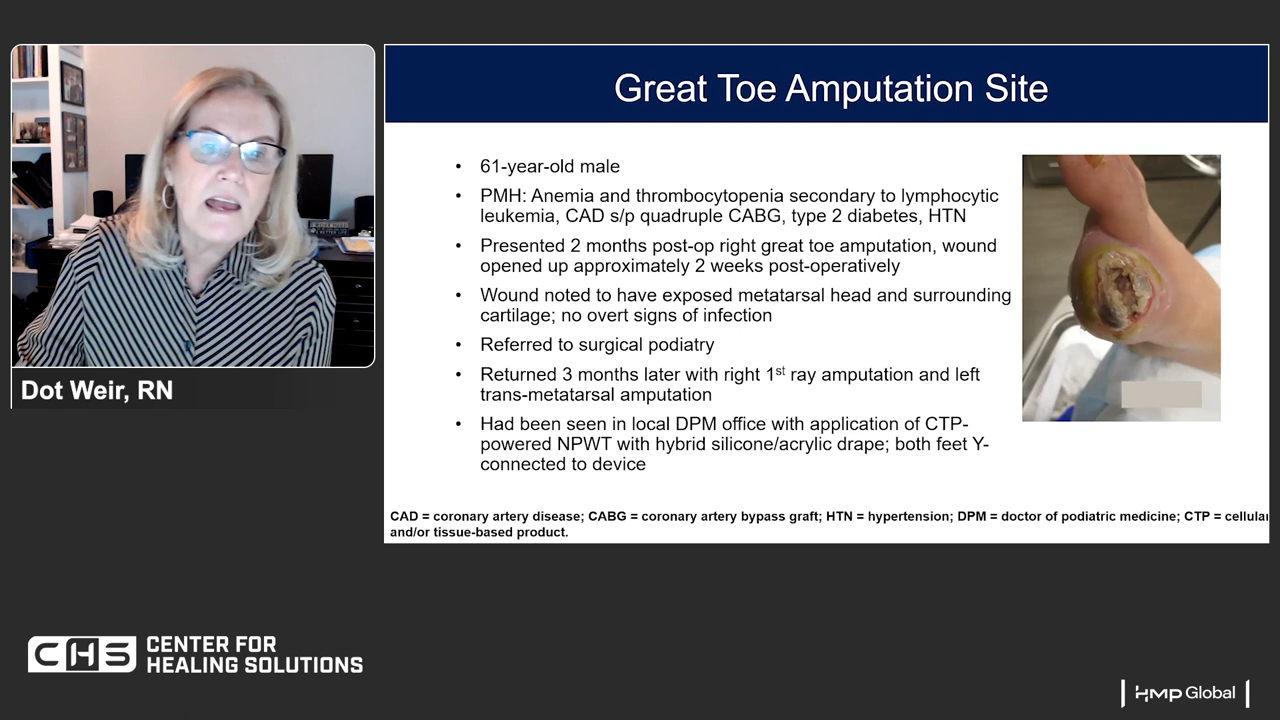 Great Toe Amputation Site
• 61-year-old male
• PMH: Anemia and thrombocytopenia secondary to lymphocytic
leukemia, CAD s/p quadruple CABG, type 2 diabetes, HTN
• Presented 2 months post-op right great toe amputation, wound
opened up approximately 2 weeks post-operatively
• Wound noted to have exposed metatarsal head and surrounding
cartilage; no overt signs of infection
• Referred to surgical podiatry
• Returned 3 months later with right 1st ray amputation and left
trans-metatarsal amputation
• Had been seen in local DPM office with application of CTP-
powered NPWT with hybrid silicone/acrylic drape; both feet Y-
connected to device
CAD = coronary artery disease; CABG = coronary artery bypass graft; HTN = hypertension; DPM = doctor of podiatric medicine; CTP = cellular
and/or tissue-based product.
Dot Weir, RN
CHS CENTER FOR
HEALING SOLUTIONS
HMP Global